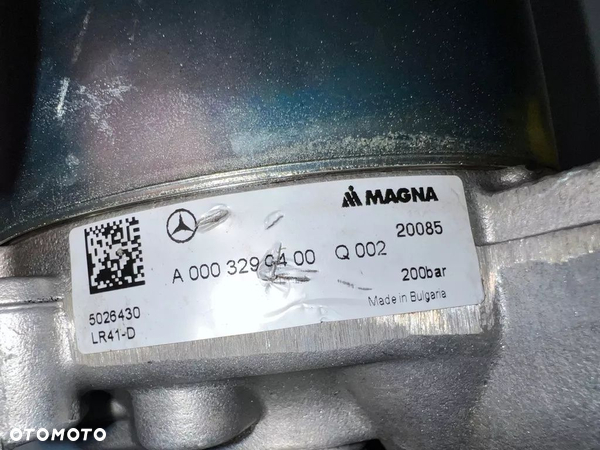 MAGNA
20085
A 000 329 04 00 Q 002
200bar
Made in Bulgaria
5026430
LR41-D
OTOMOTO